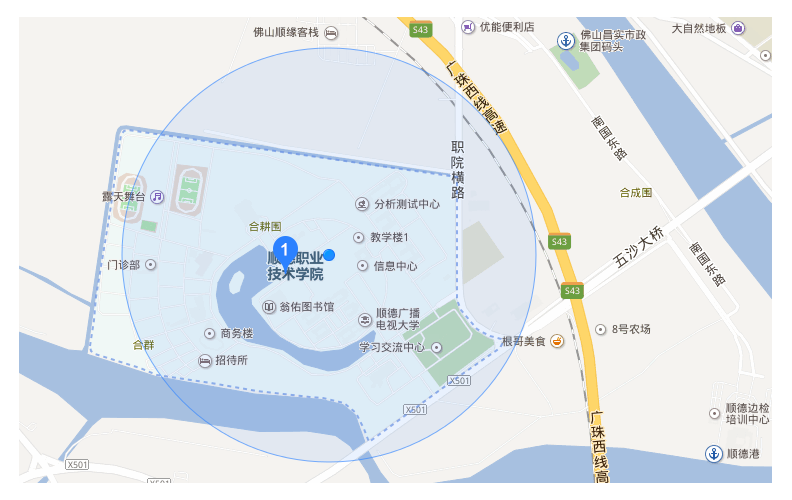 佛山顺缘客栈
S43
优能便利店
佛山昌实市政
集团码头
大自然地板
广珠西线高速
南国东路
职院横路
露天舞台
分析测试中心
合成围
合耕围
教学楼1
1
S43
五沙大桥
顺德职业
技术学院
门诊部
信息中心
南国东路
S43
翁佑图书馆
顺德广播
电视大学
商务楼
8号农场
合群
学习交流中心
根哥美食
招待所
X501
X501
广珠西线高
顺德边检
培训中心
顺德港
X501
X501